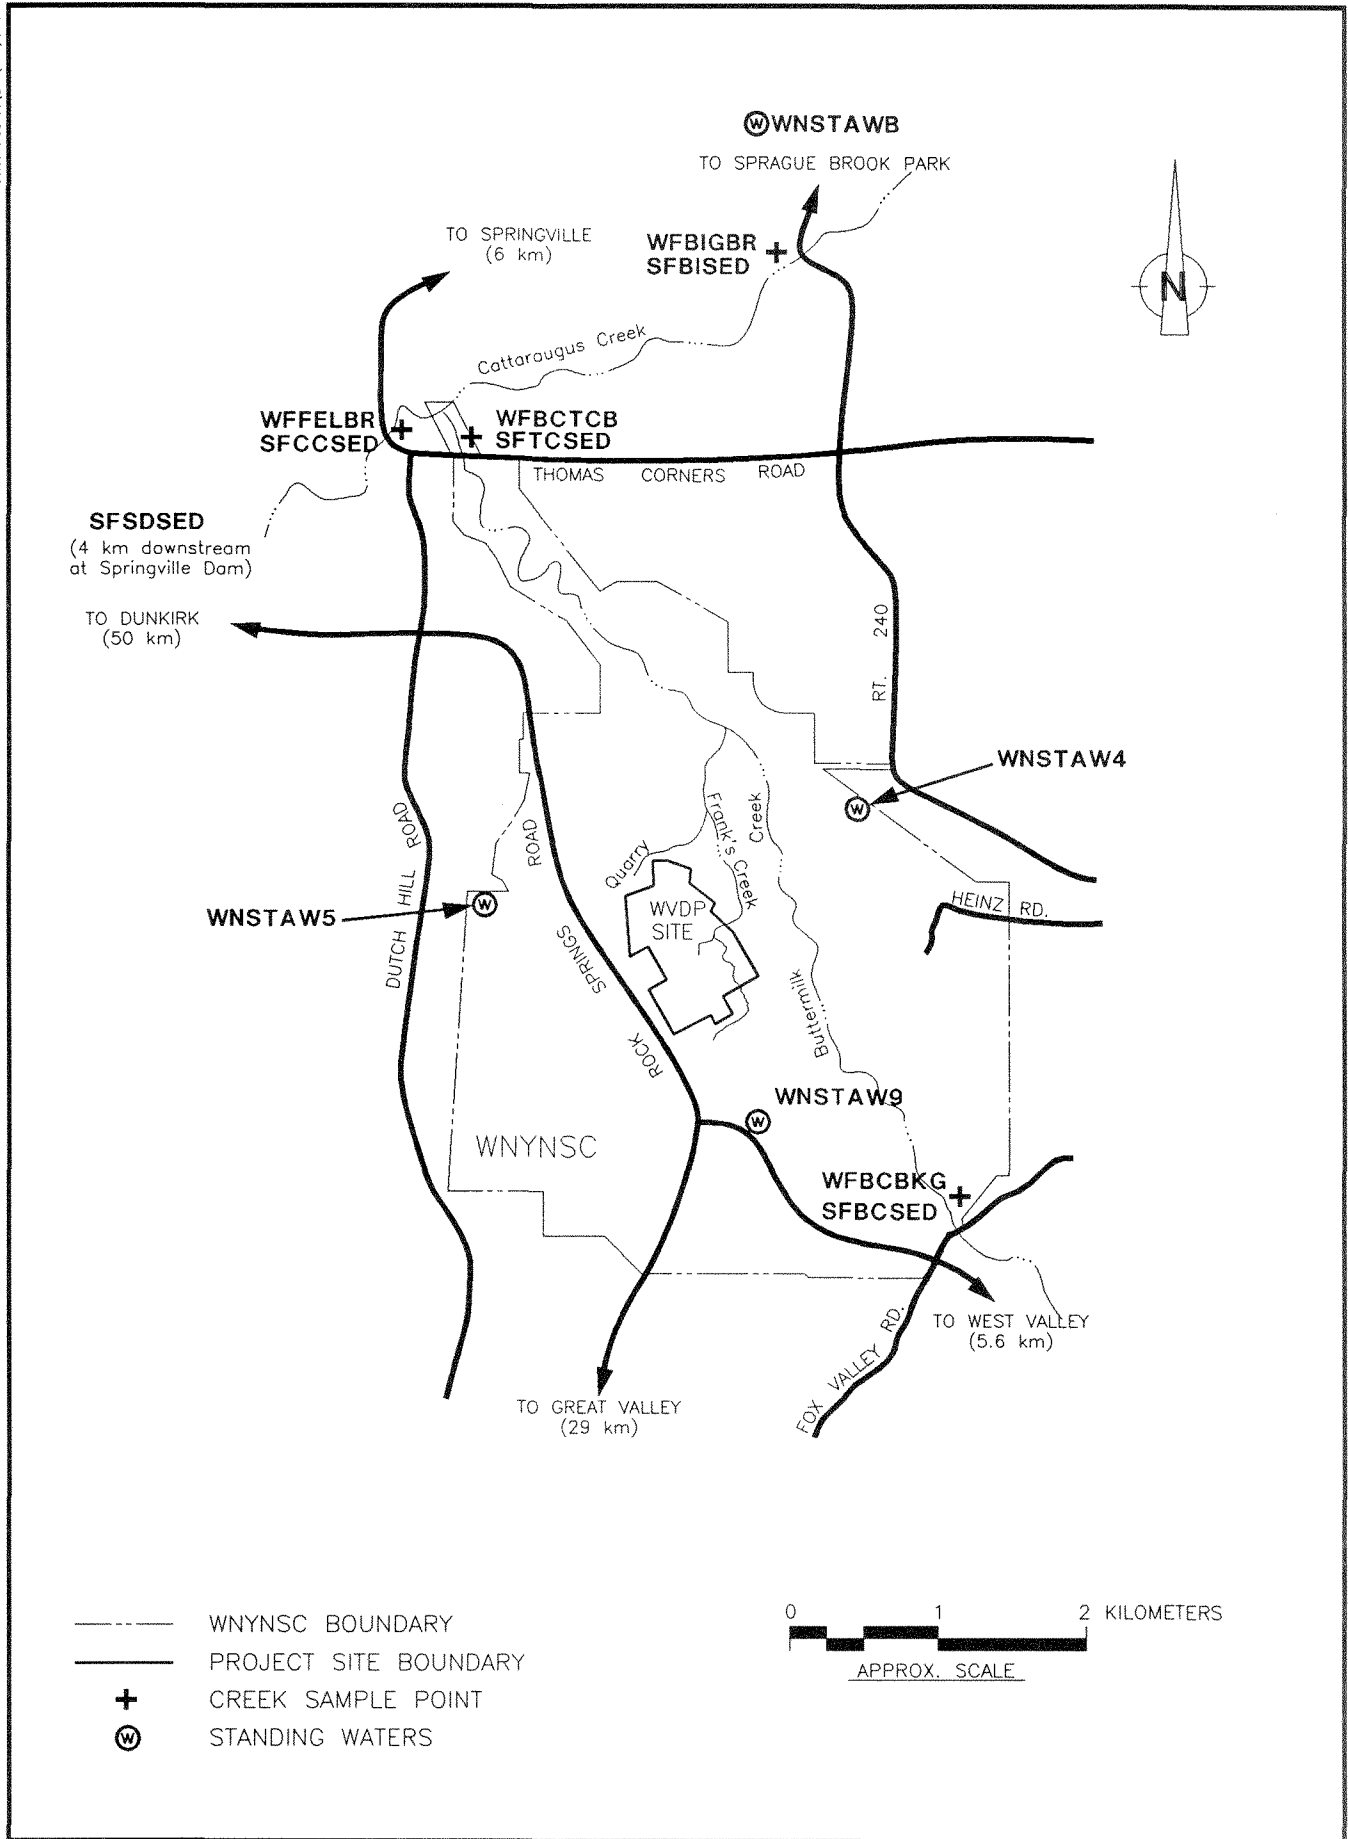 WNSTAWB
TO SPRAGUE BROOK PARK
TO SPRINGVILLE
(6 km)
WFBIGBR
SFBISED
N
Cattaraugus Creek
WFFELBR
SFCCSED
WFBCTCB
SFTCSED
THOMAS CORNERS ROAD
SFSDSED
(4 km downstream
at Springville Dam)
TO DUNKIRK
(50 km)
RT. 240
WNSTAW4
DUTCH HILL ROAD
ROCK SPRINGS ROAD
Quarry
Frank's Creek
Buttermilk Creek
WNSTAW5
WVDP
SITE
HEINZ RD.
WNSTAW9
WNYNSC
WFBCBKG
SFBCSED
TO WEST VALLEY
(5.6 km)
FOX VALLEY RD.
TO GREAT VALLEY
(29 km)
WNYNSC BOUNDARY
PROJECT SITE BOUNDARY
CREEK SAMPLE POINT
W STANDING WATERS
0 1 2 KILOMETERS
APPROX. SCALE